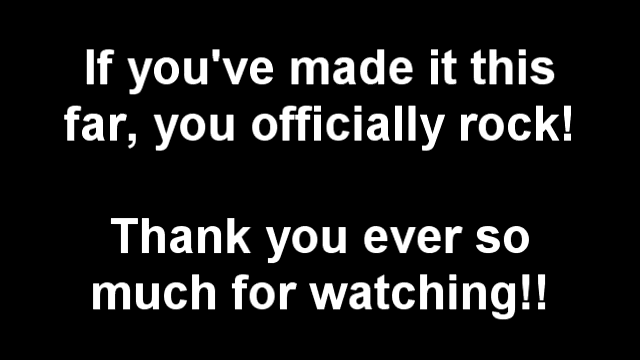 If you've made it this
far, you officially rock!
Thank you ever so
much for watching!!